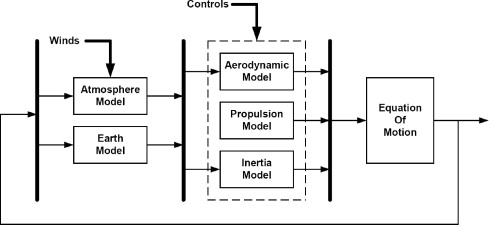 Controls
Winds
Atmosphere
Model
Earth
Model
Aerodynamic
Model
Propulsion
Model
Inertia
Model
Equation
Of
Motion